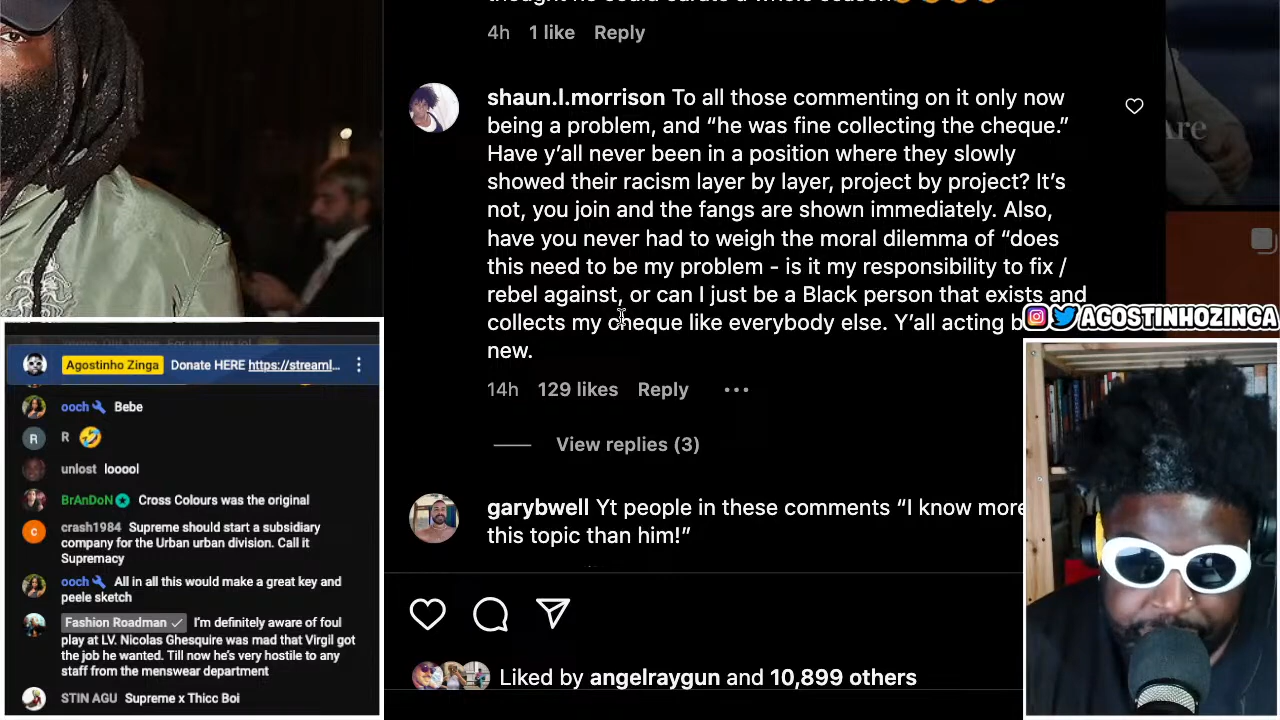 thought he could curate a whole season
4h 1 like Reply
shaun.l.morrison To all those commenting on it only now
being a problem, and “he was fine collecting the cheque.”
Have y’all never been in a position where they slowly
showed their racism layer by layer, project by project? It’s
not, you join and the fangs are shown immediately. Also,
have you never had to weigh the moral dilemma of “does
this need to be my problem - is it my responsibility to fix /
rebel against, or can I just be a Black person that exists and
collects my cheque like everybody else. Y’all acting
new.
14h 129 likes Reply
View replies (3)
garybwell Yt people in these comments “I know more
this topic than him!”
Liked by angelraygun and 10,899 others
AGOSTINHOZINGA
Agostinho Zinga Donate HERE https://streaml...
ooch Bebe
R R 🤣
unlost looool
BrAnDoN Cross Colours was the original
C crash1984 Supreme should start a subsidiary
company for the Urban urban division. Call it
Supremacy
ooch All in all this would make a great key and
peele sketch
Fashion Roadman I’m definitely aware of foul
play at LV. Nicolas Ghesquire was mad that Virgil got
the job he wanted. Till now he’s very hostile to any
staff from the menswear department
STIN AGU Supreme x Thicc Boi